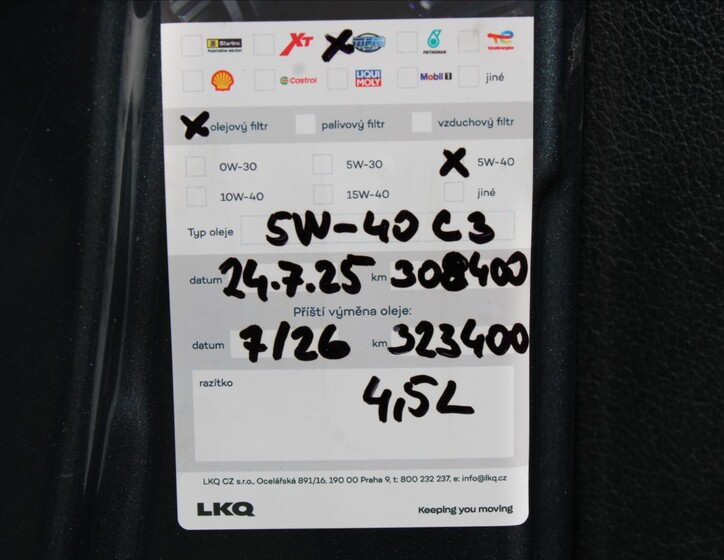 Starline XT PETRONAS TotalEnergies
Castrol LIQUI MOLY Mobil 1 jiné
olejový filtr palivový filtr vzduchový filtr
0W-30 5W-30 5W-40
10W-40 15W-40 jiné
Typ oleje 5W-40 C3
datum 24.7.25 km 308400
Příští výměna oleje:
datum 7/26 km 323400
razítko
4,5L
LKQ CZ s.r.o., Ocelářská 891/16, 190 00 Praha 9, t: 800 232 237, e: info@lkq.cz
LKQ Keeping you moving